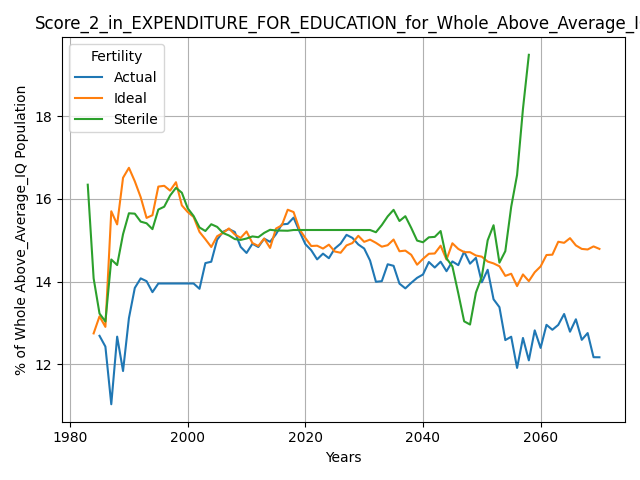 Score_2_in_EXPENDITURE_FOR_EDUCATION_for_Whole_Above_Average_I
Fertility
Actual
Ideal
Sterile
% of Whole Above_Average_IQ Population
18
16
14
12
1980 2000 2020 2040 2060
Years